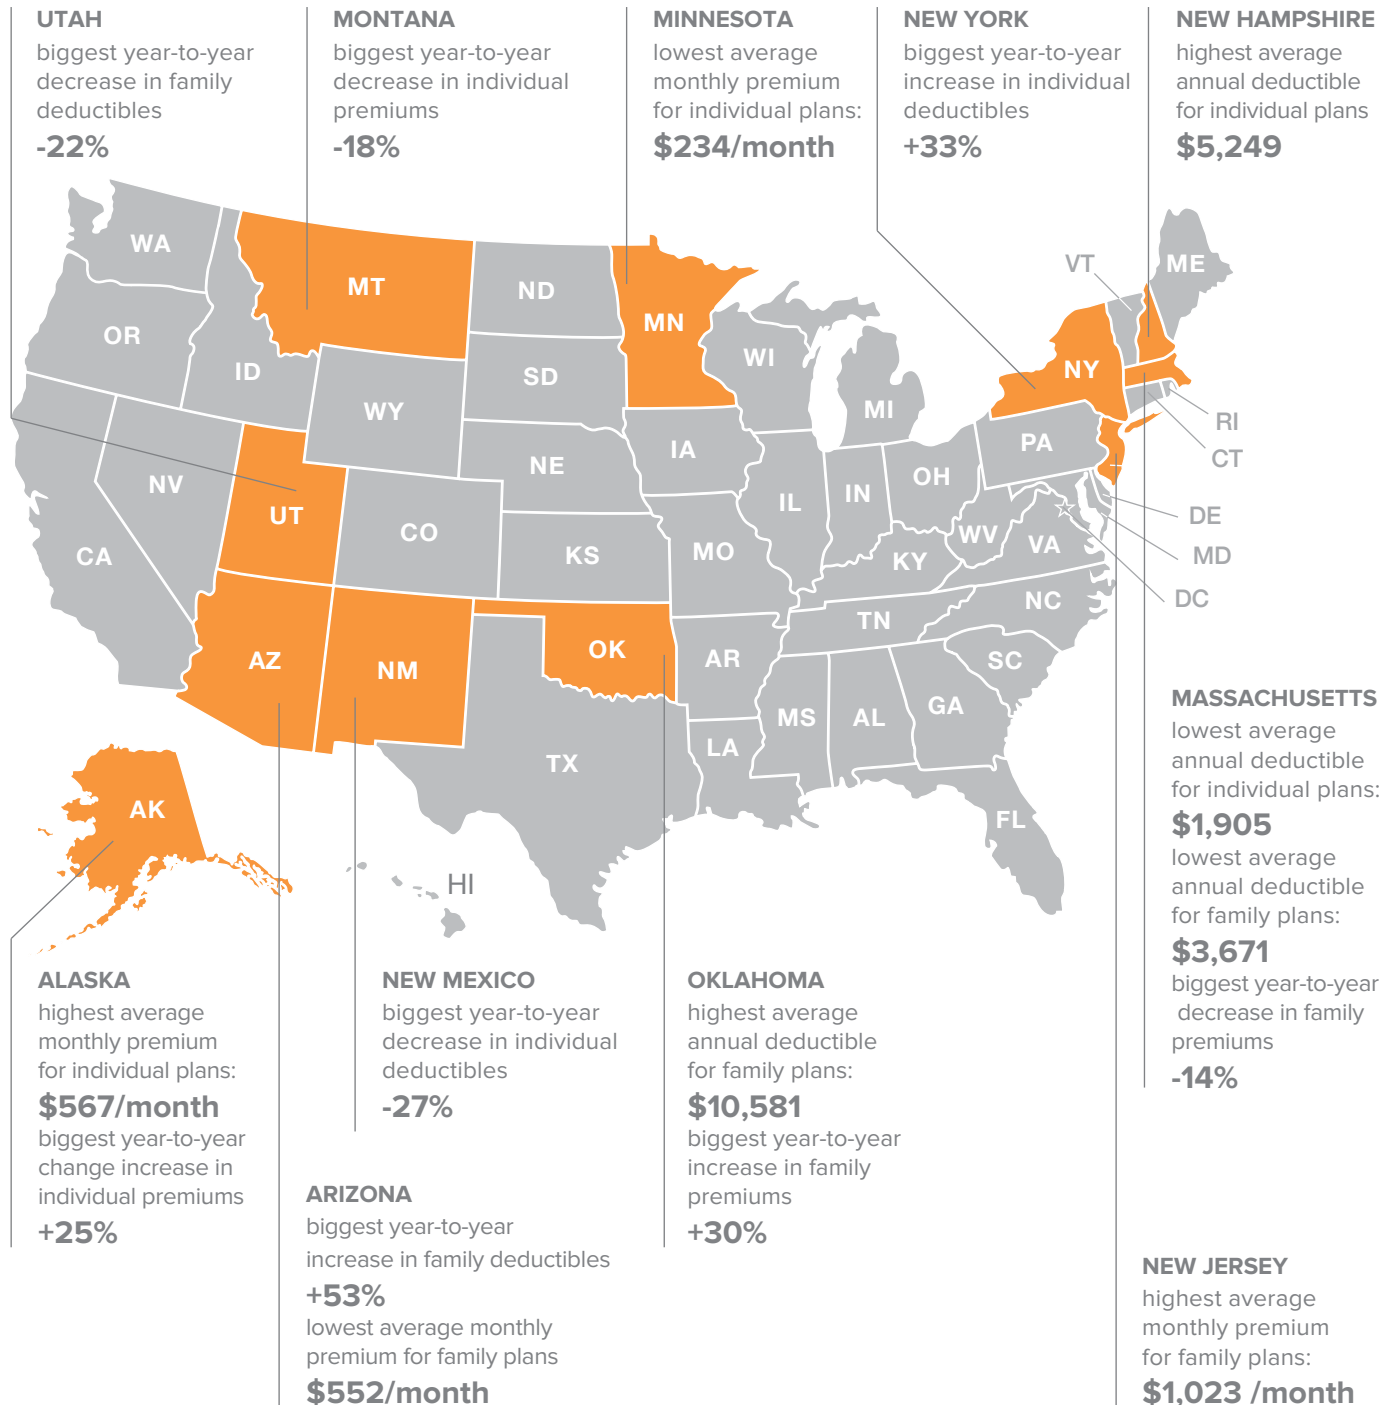 UTAH
biggest year-to-year
decrease in family
deductibles
-22%
MONTANA
biggest year-to-year
decrease in individual
premiums
-18%
MINNESOTA
lowest average
monthly premium
for individual plans:
$234/month
NEW YORK
biggest year-to-year
increase in individual
deductibles
+33%
NEW HAMPSHIRE
highest average
annual deductible
for individual plans
$5,249
WA
OR
ID
MT
ND
MN
SD
WY
WI
MI
VT
ME
NY
RI
CT
PA
NV
UT
CA
CO
NE
IA
KS
MO
IL
IN
OH
WV
KY
VA
DE
MD
DC
NC
TN
SC
AZ
NM
OK
AR
MS
AL
GA
LA
TX
FL
AK
HI
MASSACHUSETTS
lowest average
annual deductible
for individual plans:
$1,905
lowest average
annual deductible
for family plans:
$3,671
biggest year-to-year
decrease in family
premiums
-14%
ALASKA
highest average
monthly premium
for individual plans:
$567/month
biggest year-to-year
change increase in
individual premiums
+25%
NEW MEXICO
biggest year-to-year
decrease in individual
deductibles
-27%
OKLAHOMA
highest average
annual deductible
for family plans:
$10,581
biggest year-to-year
increase in family
premiums
+30%
ARIZONA
biggest year-to-year
increase in family deductibles
+53%
lowest average monthly
premium for family plans
$552/month
NEW JERSEY
highest average
monthly premium
for family plans:
$1,023 /month